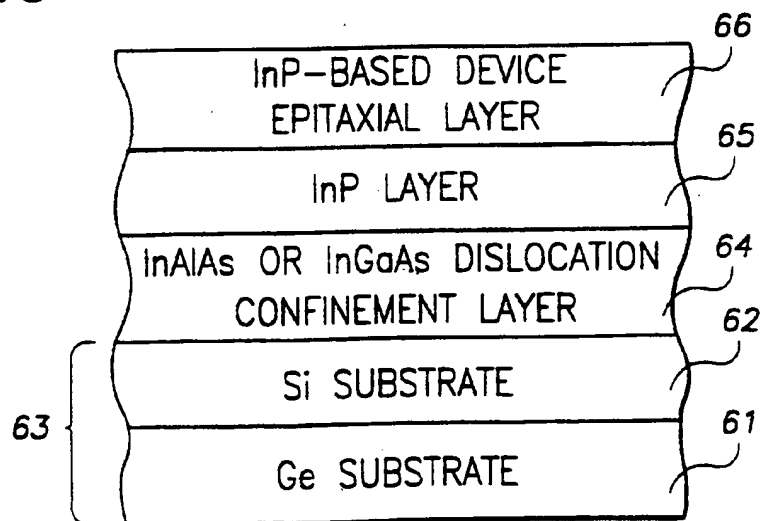 66
InP-BASED DEVICE
EPITAXIAL LAYER
65
InP LAYER
64
InAlAs OR InGaAs DISLOCATION
CONFINEMENT LAYER
62
Si SUBSTRATE
63
61
Ge SUBSTRATE